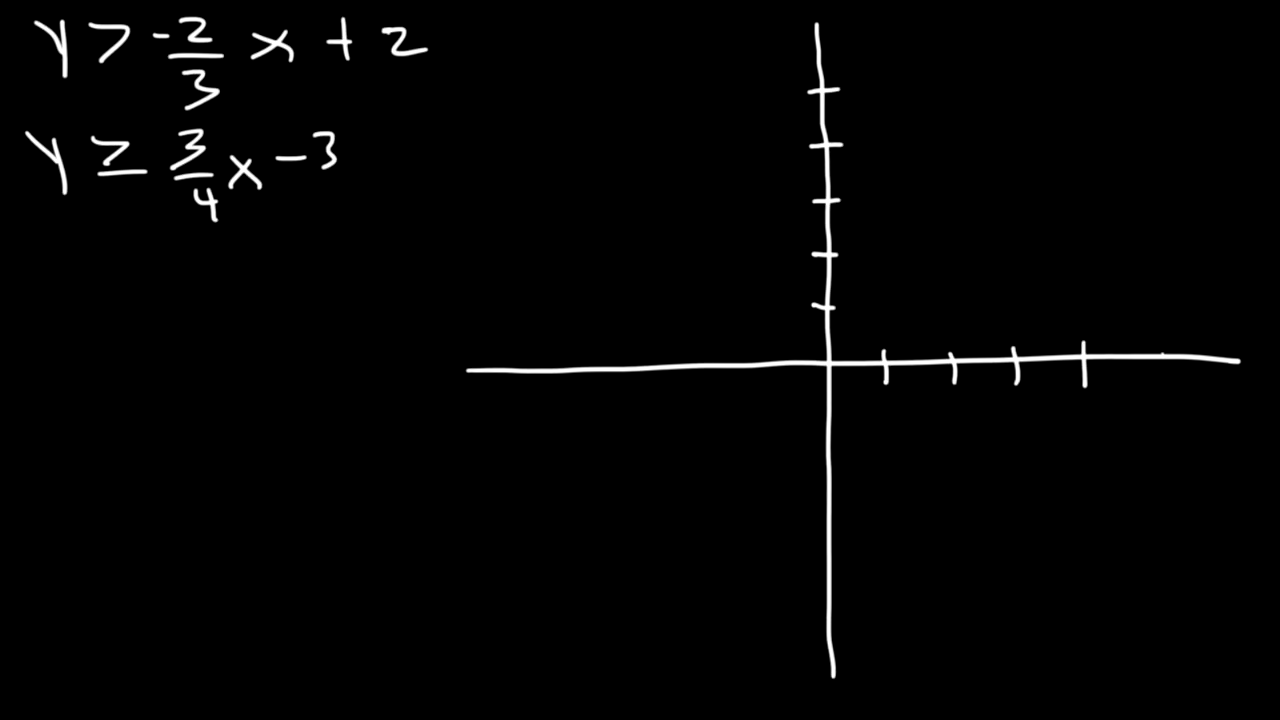 y > -2/3 x + 2
y ≥ 3/4 x - 3